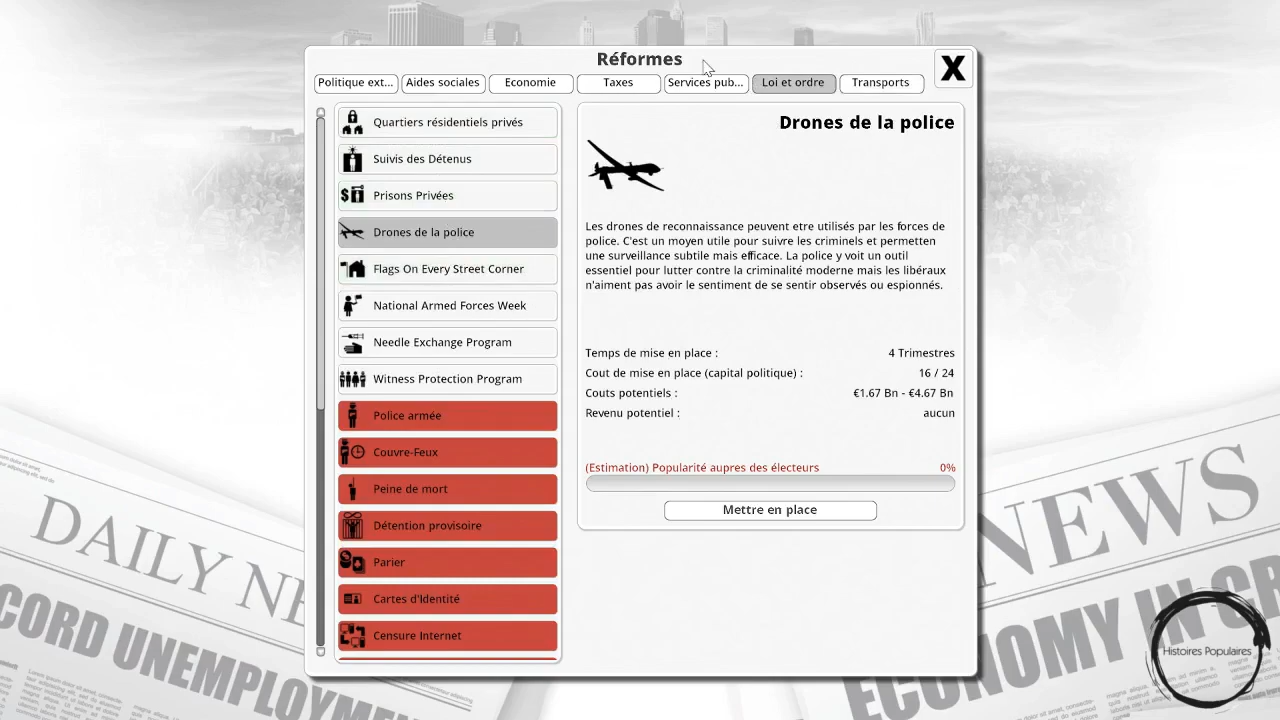 Réformes
X
Politique ext...
Aides sociales
Economie
Taxes
Services pub...
Loi et ordre
Transports
Quartiers résidentiels privés
Suivis des Détenus
Prisons Privées
Drones de la police
Flags On Every Street Corner
National Armed Forces Week
Needle Exchange Program
Witness Protection Program
Police armée
Couvre-Feux
Peine de mort
Détention provisoire
Parier
Cartes d'Identité
Censure Internet
Drones de la police
Les drones de reconnaissance peuvent etre utilisés par les forces de
police. C'est un moyen utile pour suivre les criminels et permetten
une surveillance subtile mais efficace. La police y voit un outil
essentiel pour lutter contre la criminalité moderne mais les libéraux
n'aiment pas avoir le sentiment de se sentir observés ou espionnés.
Temps de mise en place : 4 Trimestres
Cout de mise en place (capital politique) : 16 / 24
Couts potentiels : €1.67 Bn - €4.67 Bn
Revenu potentiel : aucun
(Estimation) Popularité aupres des électeurs 0%
Mettre en place
DAILY NE
CORD UNEMPLOYM
NEWS
ECONOMY IN CR
Histoires Populaires